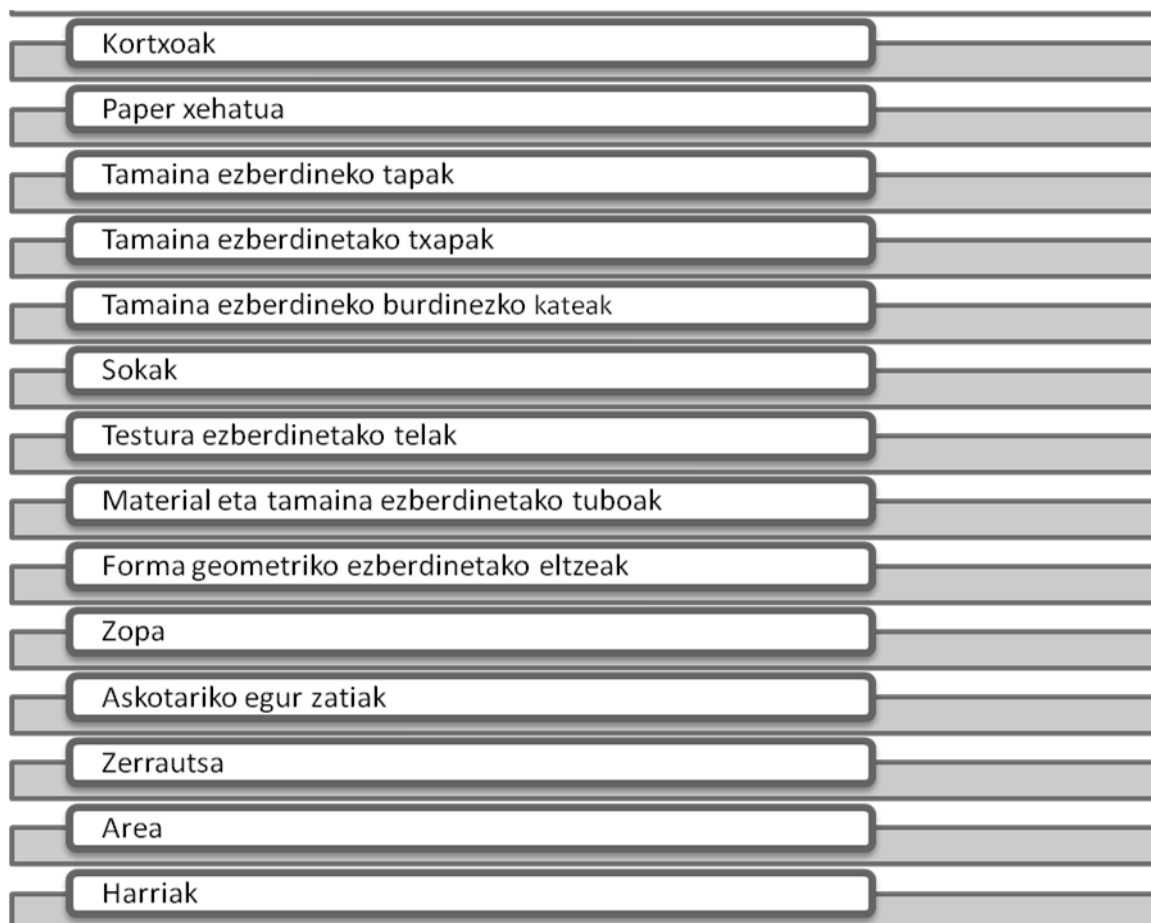 Kortxoak
Paper xehatua
Tamaina ezberdineko tapak
Tamaina ezberdinetako txapak
Tamaina ezberdineko burdinezko kateak
Sokak
Testura ezberdinetako telak
Material eta tamaina ezberdinetako tuboak
Forma geometriko ezberdinetako eltzeak
Zopa
Askotariko egur zatiak
Zerrautsa
Area
Harriak